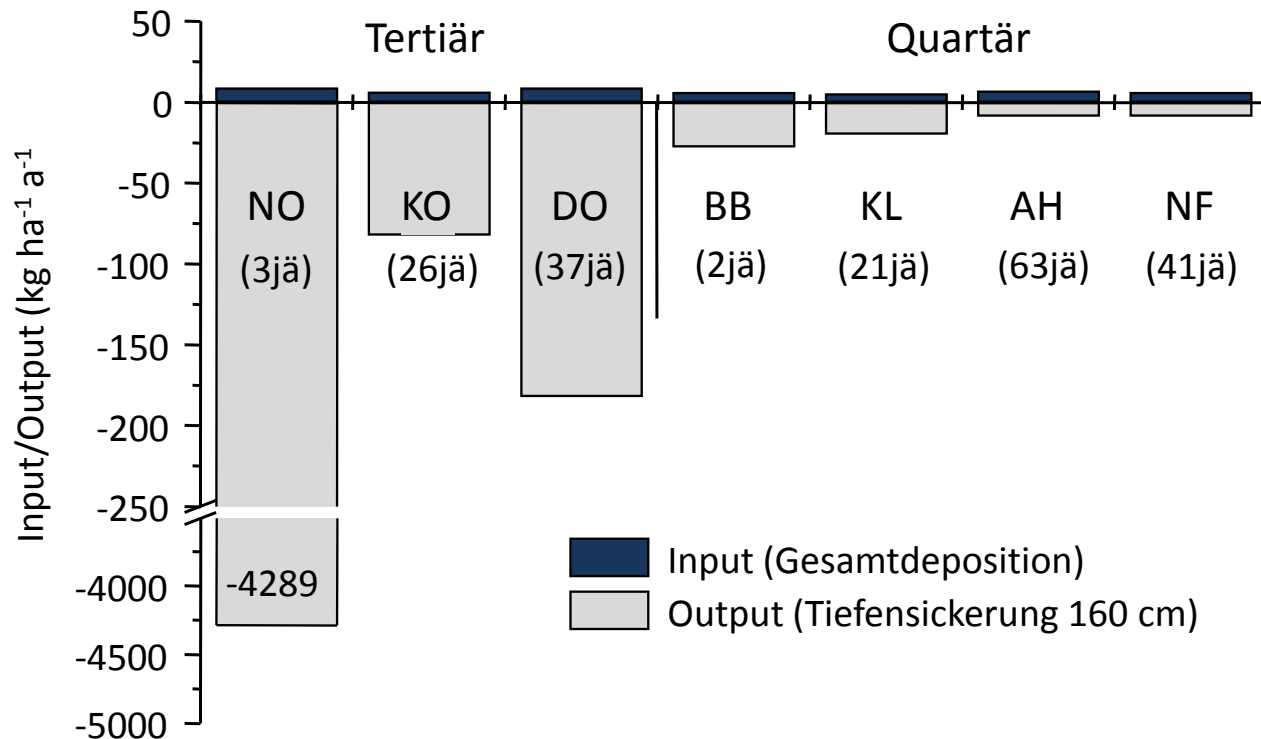 Input/Output (kg ha⁻¹ a⁻¹)
50
0
-50
-100
-150
-200
-250
-4000
-4500
-5000
Tertiär
Quartär
NO
(3jä)
KO
(26jä)
DO
(37jä)
BB
(2jä)
KL
(21jä)
AH
(63jä)
NF
(41jä)
-4289
Input (Gesamtdeposition)
Output (Tiefensickerung 160 cm)